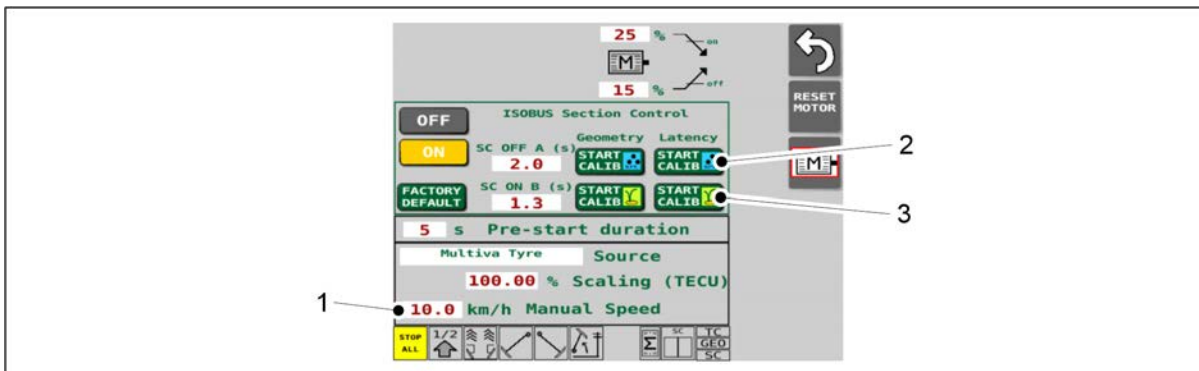 25 %
on
M
15 % off
RESET
MOTOR
ISOBUS Section Control
OFF
Geometry Latency
ON
SC OFF A (s)
2.0
START
CALIB
START
CALIB
2
M
FACTORY
DEFAULT
SC ON B (s)
1.3
START
CALIB
START
CALIB
3
5 s Pre-start duration
Multiva Tyre Source
100.00 % Scaling (TECU)
1
10.0 km/h Manual Speed
STOP
ALL
1/2
Σ
SC
TC
GEO
SC